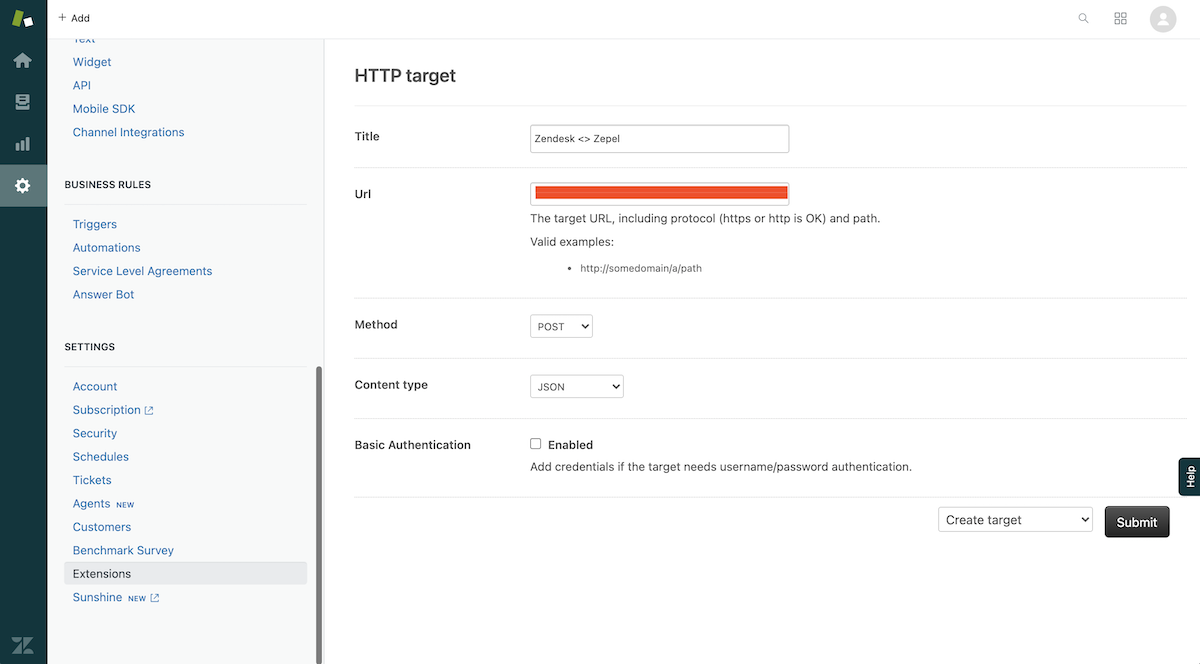 + Add
Text
Widget
API
Mobile SDK
Channel Integrations
BUSINESS RULES
Triggers
Automations
Service Level Agreements
Answer Bot
SETTINGS
Account
Subscription
Security
Schedules
Tickets
Agents NEW
Customers
Benchmark Survey
Extensions
Sunshine NEW
HTTP target
Title
Zendesk <> Zepel
Url
The target URL, including protocol (https or http is OK) and path.
Valid examples:
• http://somedomain/a/path
Method
POST
Content type
JSON
Basic Authentication
Enabled
Add credentials if the target needs username/password authentication.
Create target
Submit
Help